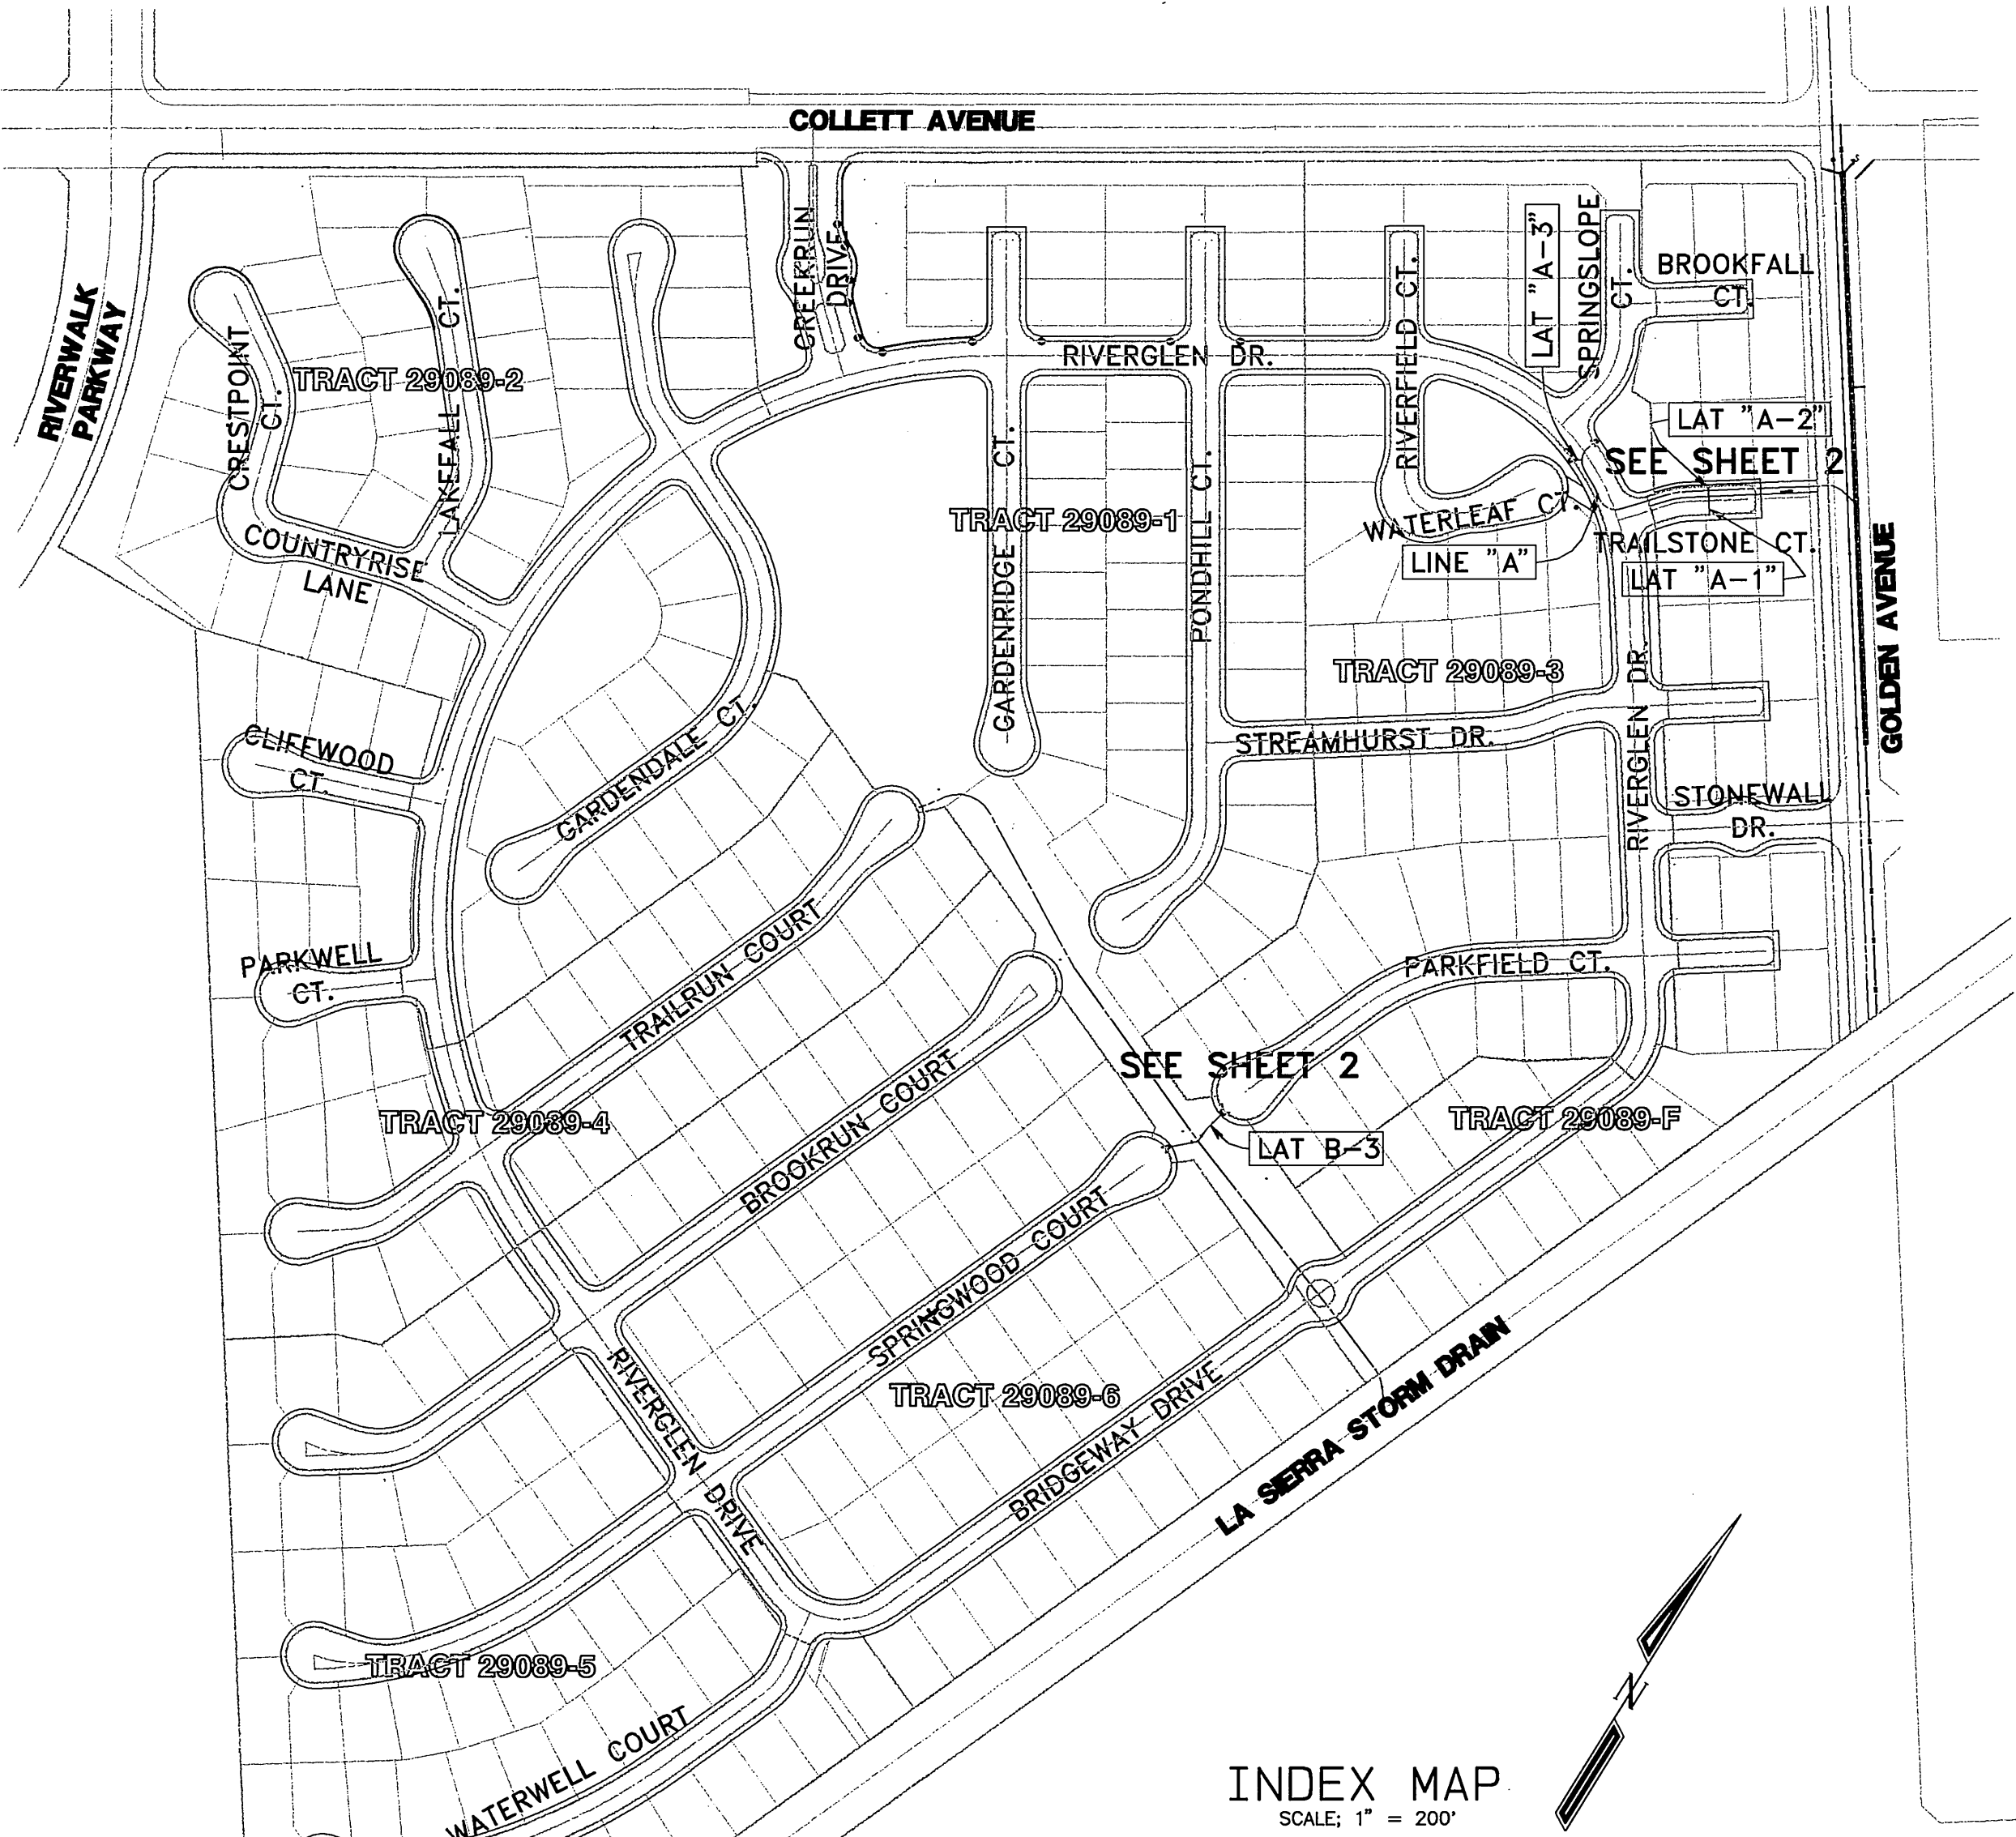 COLLETT AVENUE
RIVERWALK
PARKWAY
CREEKRUN
DRIVE
LAT "A-3"
SPRINGSLOPE
CT.
BROOKFALL
CT.
CRESTPOINT
CT.
TRACT 29089-2
LAKEFALL CT.
RIVERGLEN DR.
RIVERFIELD CT.
LAT "A-2"
SEE SHEET 2
GARDENRIDGE CT.
TRACT 29089-1
PONDHILL CT.
WATERLEAF CT.
LINE "A"
TRAILSTONE CT.
LAT "A-1"
GOLDEN AVENUE
COUNTRYRISE
LANE
TRACT 29089-3
CLIFFWOOD
CT.
GARDENDALE CT.
STREAMHURST DR.
RIVERGLEN DR.
STONEWALL
DR.
PARKWELL
CT.
TRAILRUN COURT
PARKFIELD CT.
SEE SHEET 2
TRACT 29089-4
BROOKRUN COURT
LAT B-3
TRACT 29089-F
SPRINGWOOD COURT
RIVERGLEN DRIVE
TRACT 29089-6
BRIDGEWAY DRIVE
LA SIERRA STORM DRAIN
TRACT 29089-5
WATERWELL COURT
N
INDEX MAP
SCALE; 1" = 200'